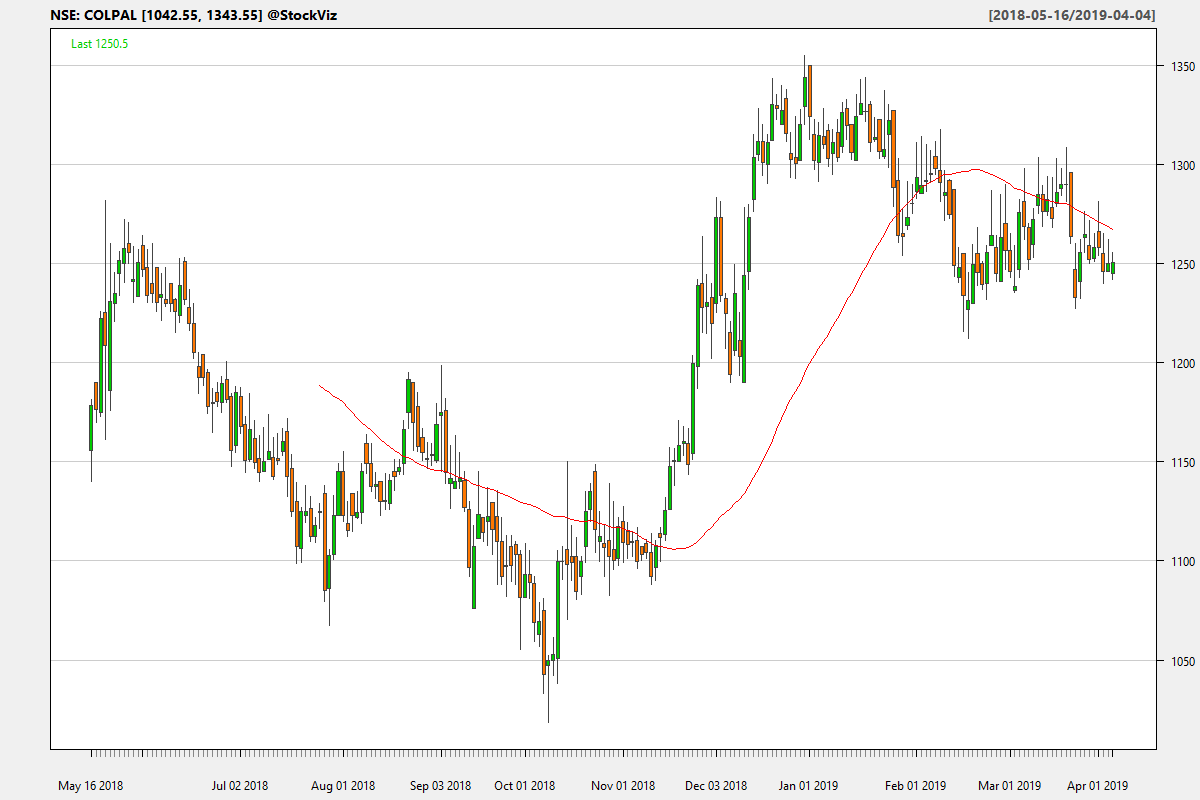 NSE: COLPAL [1042.55, 1343.55] @StockViz
[2018-05-16/2019-04-04]
Last 1250.5
1350
1300
1250
1200
1150
1100
1050
May 16 2018 Jul 02 2018 Aug 01 2018 Sep 03 2018 Oct 01 2018 Nov 01 2018 Dec 03 2018 Jan 01 2019 Feb 01 2019 Mar 01 2019 Apr 01 2019